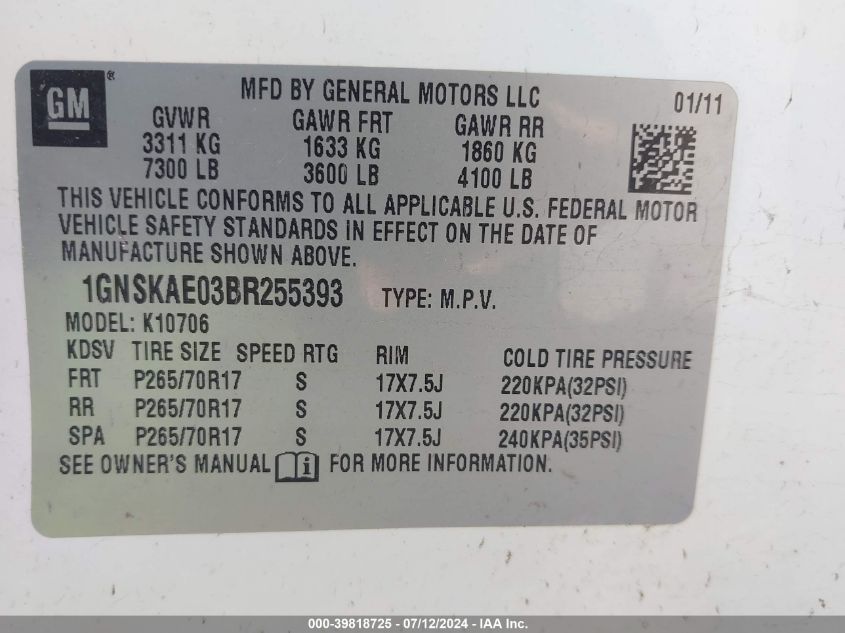 GM®
MFD BY GENERAL MOTORS LLC
01/11
GVWR GAWR FRT GAWR RR
3311 KG 1633 KG 1860 KG
7300 LB 3600 LB 4100 LB
THIS VEHICLE CONFORMS TO ALL APPLICABLE U.S. FEDERAL MOTOR
VEHICLE SAFETY STANDARDS IN EFFECT ON THE DATE OF
MANUFACTURE SHOWN ABOVE.
1GNSKAE03BR255393 TYPE: M.P.V.
MODEL: K10706
KDSV TIRE SIZE SPEED RTG RIM COLD TIRE PRESSURE
FRT P265/70R17 S 17X7.5J 220KPA(32PSI)
RR P265/70R17 S 17X7.5J 220KPA(32PSI)
SPA P265/70R17 S 17X7.5J 240KPA(35PSI)
SEE OWNER'S MANUAL i FOR MORE INFORMATION.
000-39818725 - 07/12/2024 - IAA Inc.